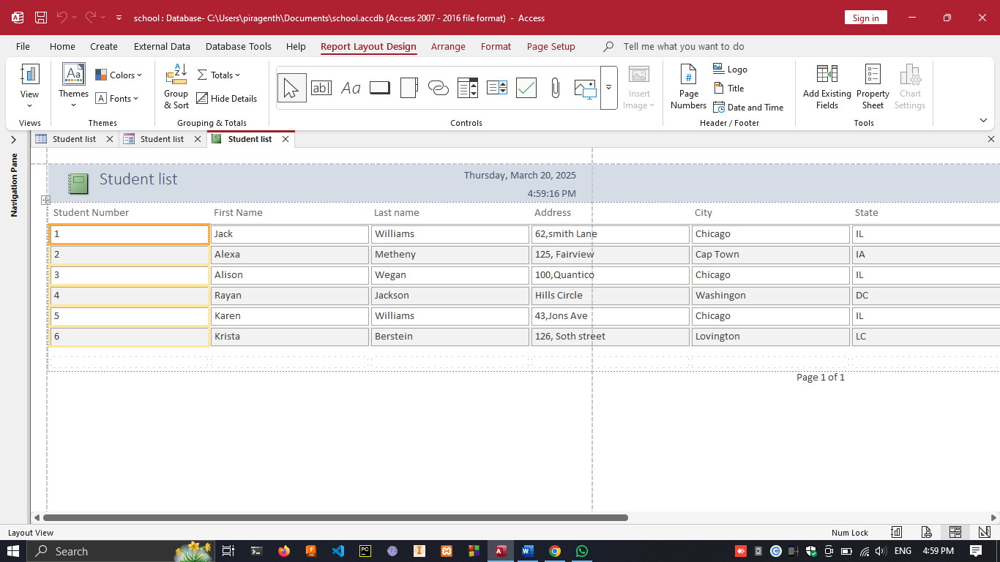 school : Database- C:\Users\piragenth\Documents\school.accdb (Access 2007 - 2016 file format) - Access
Sign in
File Home Create External Data Database Tools Help Report Layout Design Arrange Format Page Setup Tell me what you want to do
View
Views
Themes
Aa
Colors
Fonts
Themes
Group & Sort
Totals
Hide Details
Grouping & Totals
ab
Aa
Controls
Insert Image
Page Numbers
Logo
Title
Date and Time
Header / Footer
Add Existing Fields
Property Sheet
Chart Settings
Tools
Student list Student list Student list
Navigation Pane
Student list
Thursday, March 20, 2025
4:59:16 PM
Student Number First Name Last name Address City State
1 Jack Williams 62,smith Lane Chicago IL
2 Alexa Metheny 125, Fairview Cap Town IA
3 Alison Wegan 100,Quantico Chicago IL
4 Rayan Jackson Hills Circle Washingon DC
5 Karen Williams 43,Jons Ave Chicago IL
6 Krista Berstein 126, Soth street Lovington LC
Page 1 of 1
Layout View
Num Lock
Search
ENG 4:59 PM